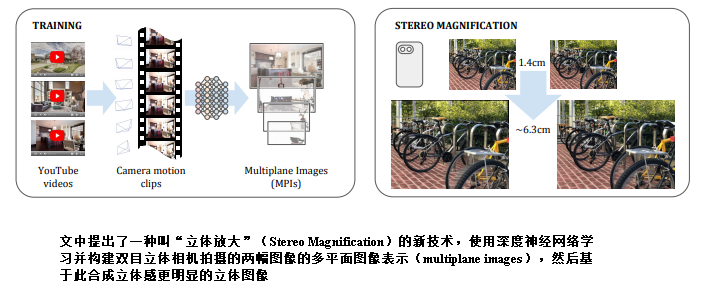 TRAINING
YouTube
videos
Camera motion
clips
Multiplane Images
(MPIs)
STEREO MAGNIFICATION
1.4cm
~6.3cm
文中提出了一种叫“立体放大”（Stereo Magnification）的新技术，使用深度神经网络学
习并构建双目立体相机拍摄的两幅图像的多平面图像表示（multiplane images），然后基
于此合成立体感更明显的立体图像